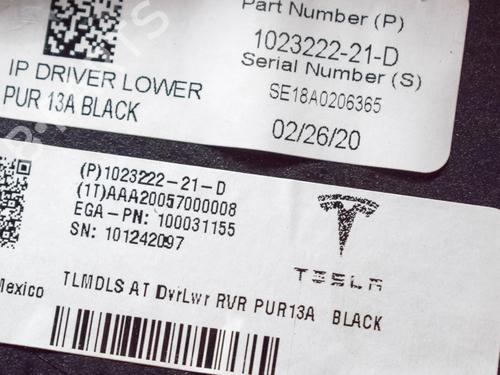 Part Number (P)
1023222-21-D
Serial Number (S)
SE18A0206365
02/26/20
IP DRIVER LOWER
PUR 13A BLACK
(P)1023222-21-D
(1T)AAA20057000008
EGA-PN: 100031155
SN: 101242097
TESLA
Mexico
TLMDLS AT DvrLwr RVR PUR13A BLACK